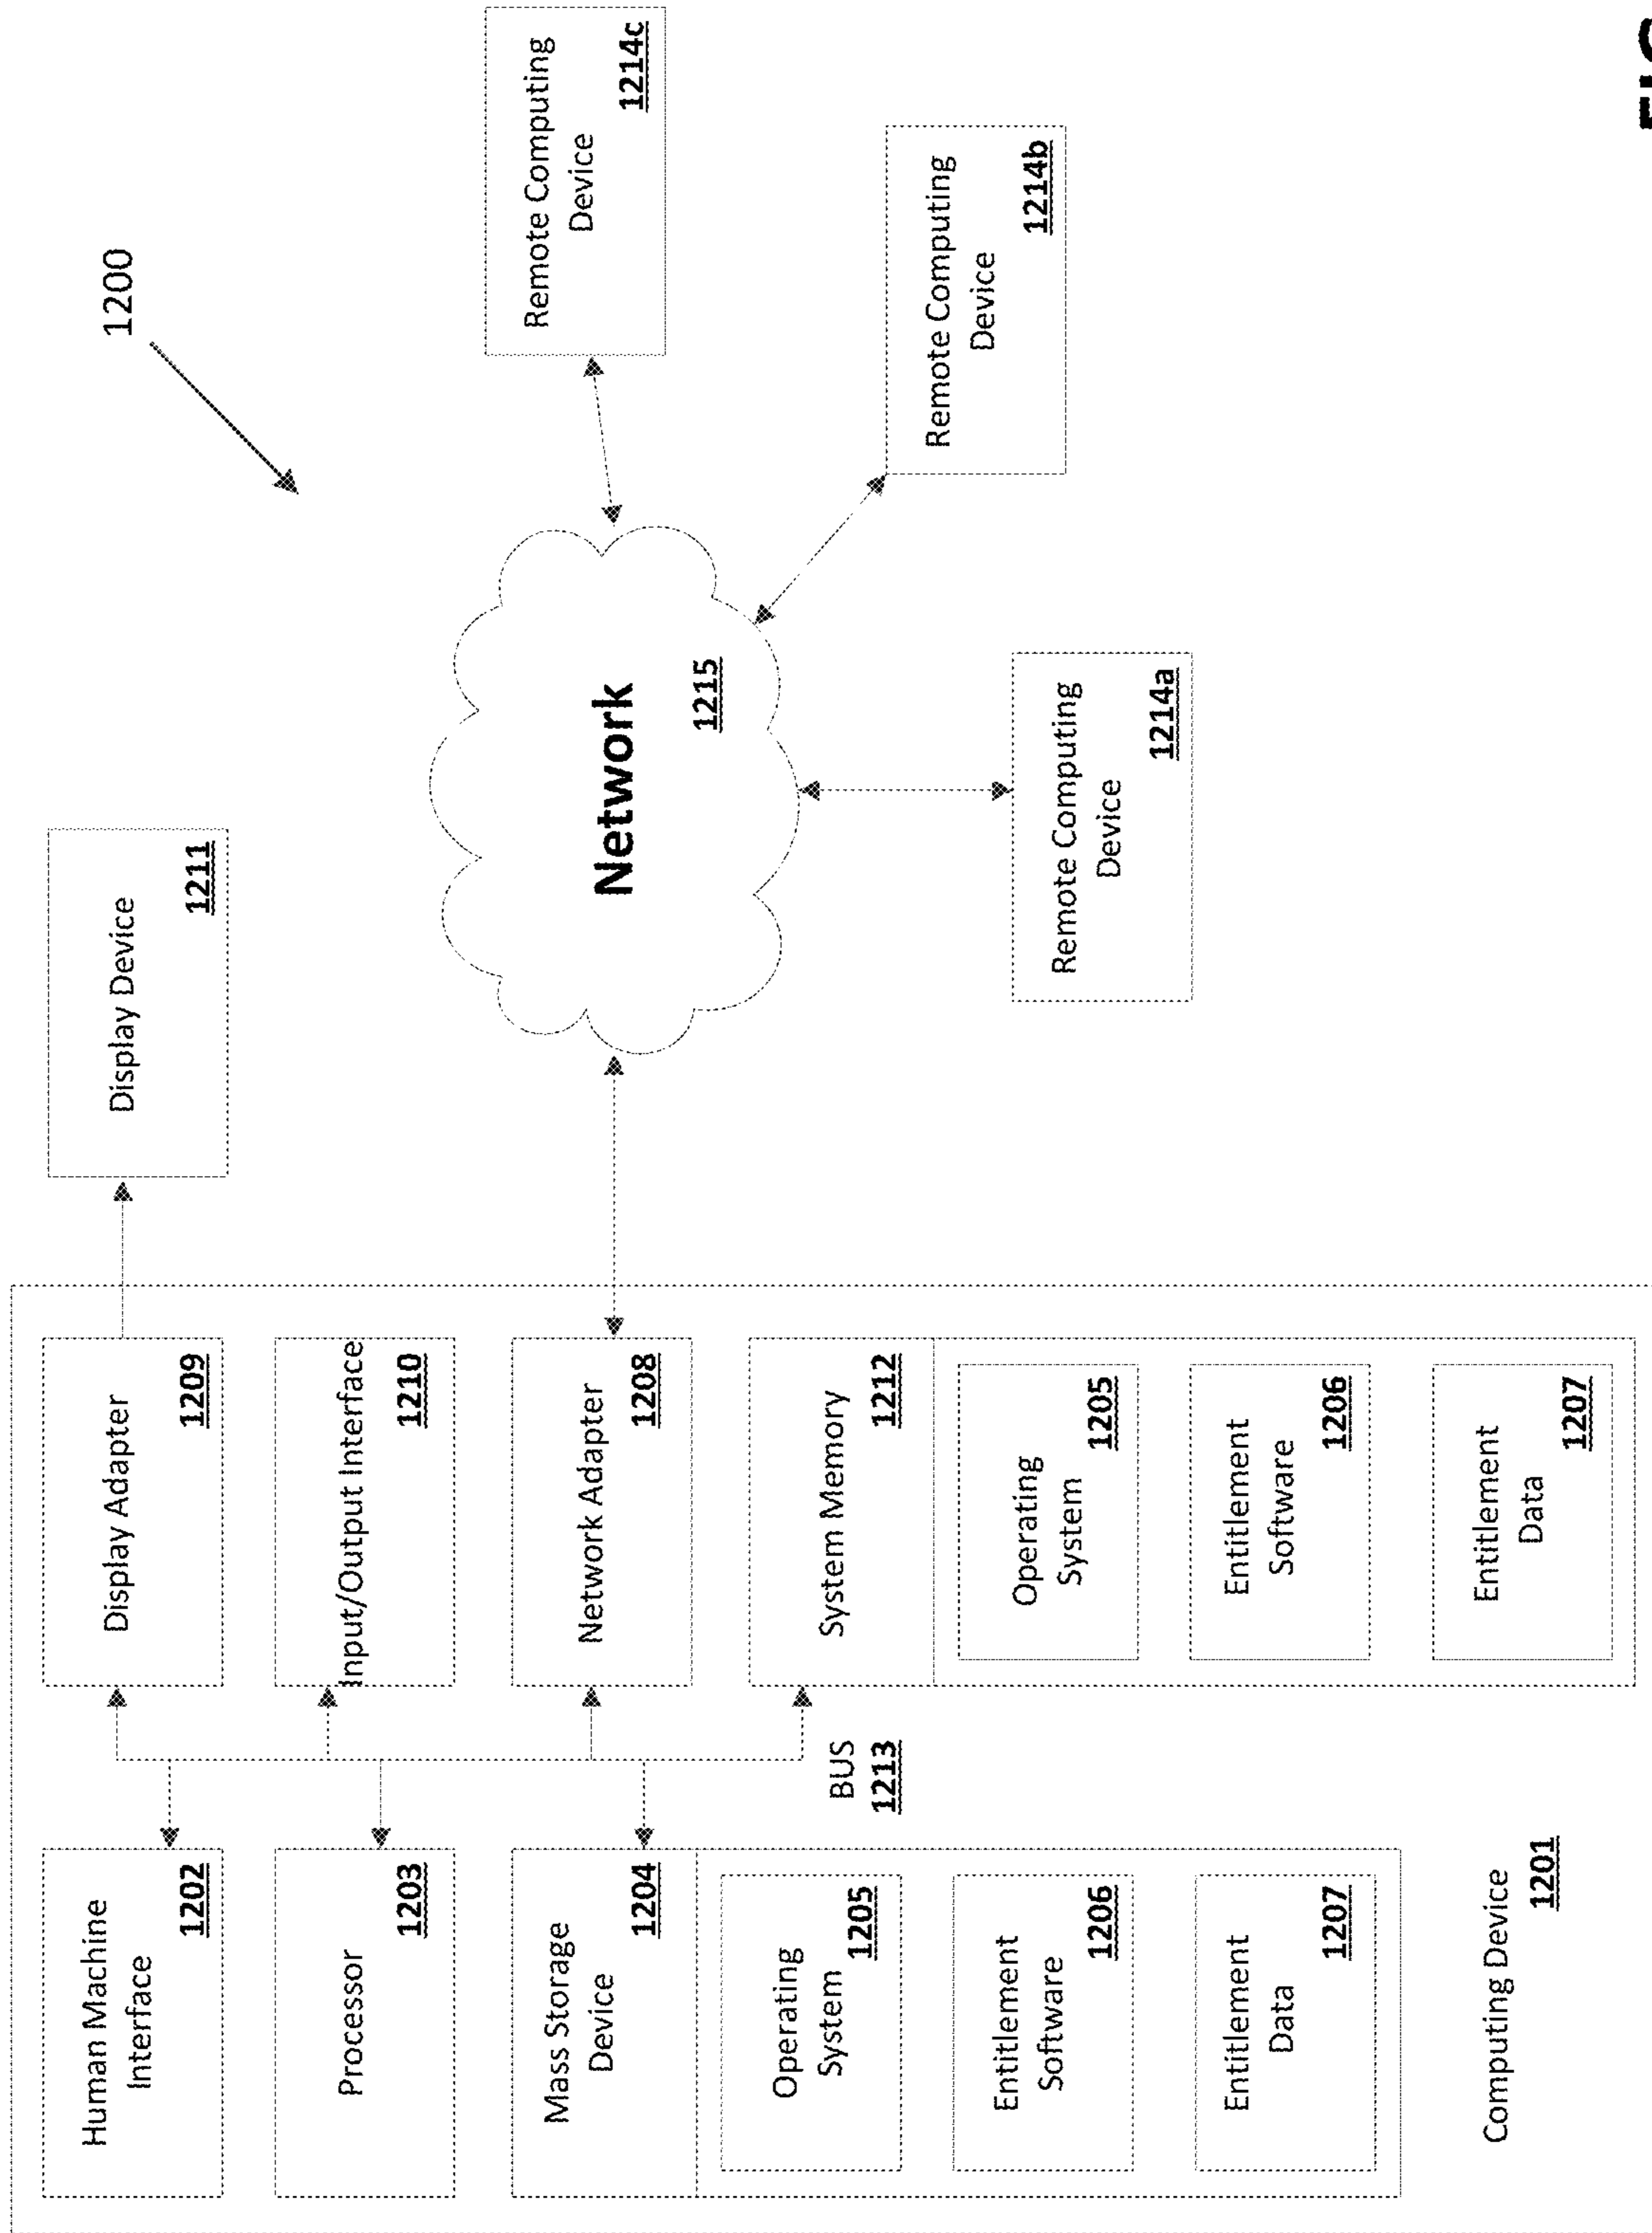 1200
Human Machine
Interface
1202
Processor
1203
Mass Storage
Device
1204
Operating
System
1205
Entitlement
Software
1206
Entitlement
Data
1207
Computing Device
1201
BUS
1213
Display Adapter
1209
Input/Output Interface
1210
Network Adapter
1208
System Memory
1212
Operating
System
1205
Entitlement
Software
1206
Entitlement
Data
1207
Display Device
1211
Network
1215
Remote Computing
Device
1214a
Remote Computing
Device
1214b
Remote Computing
Device
1214c